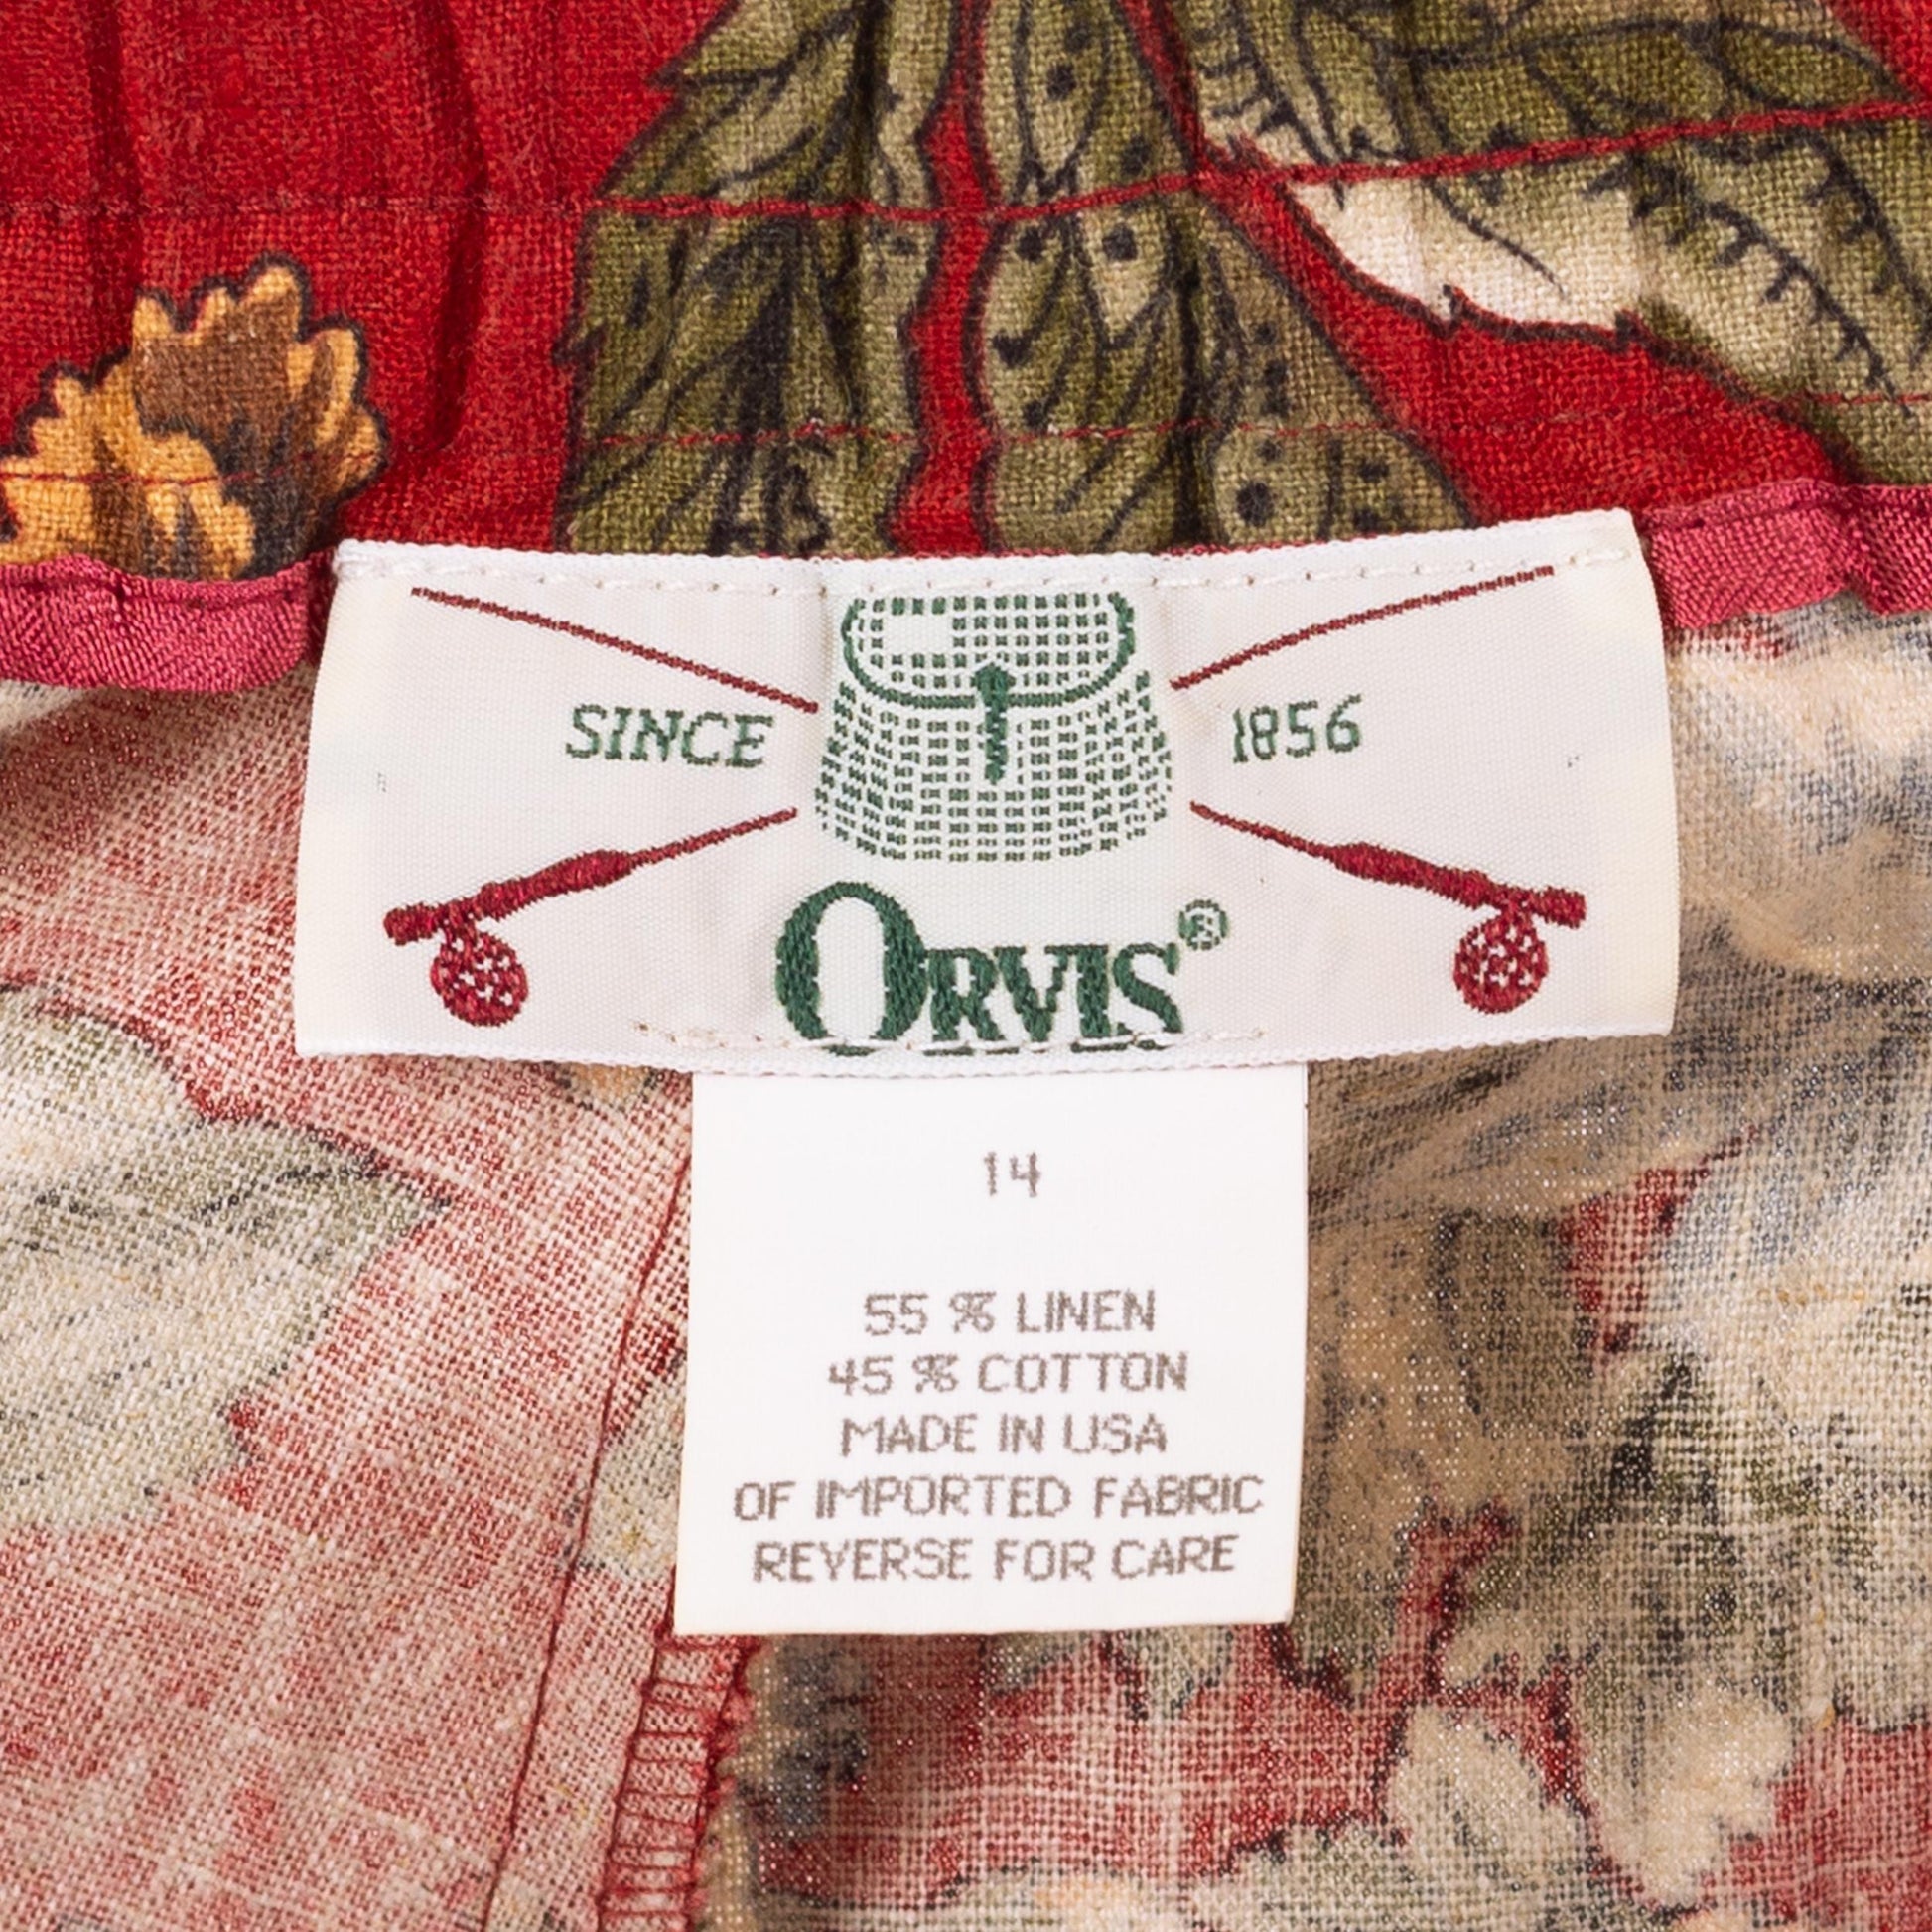 SINCE 1856
ORVIS®
14
55 % LINEN
45 % COTTON
MADE IN USA
OF IMPORTED FABRIC
REVERSE FOR CARE